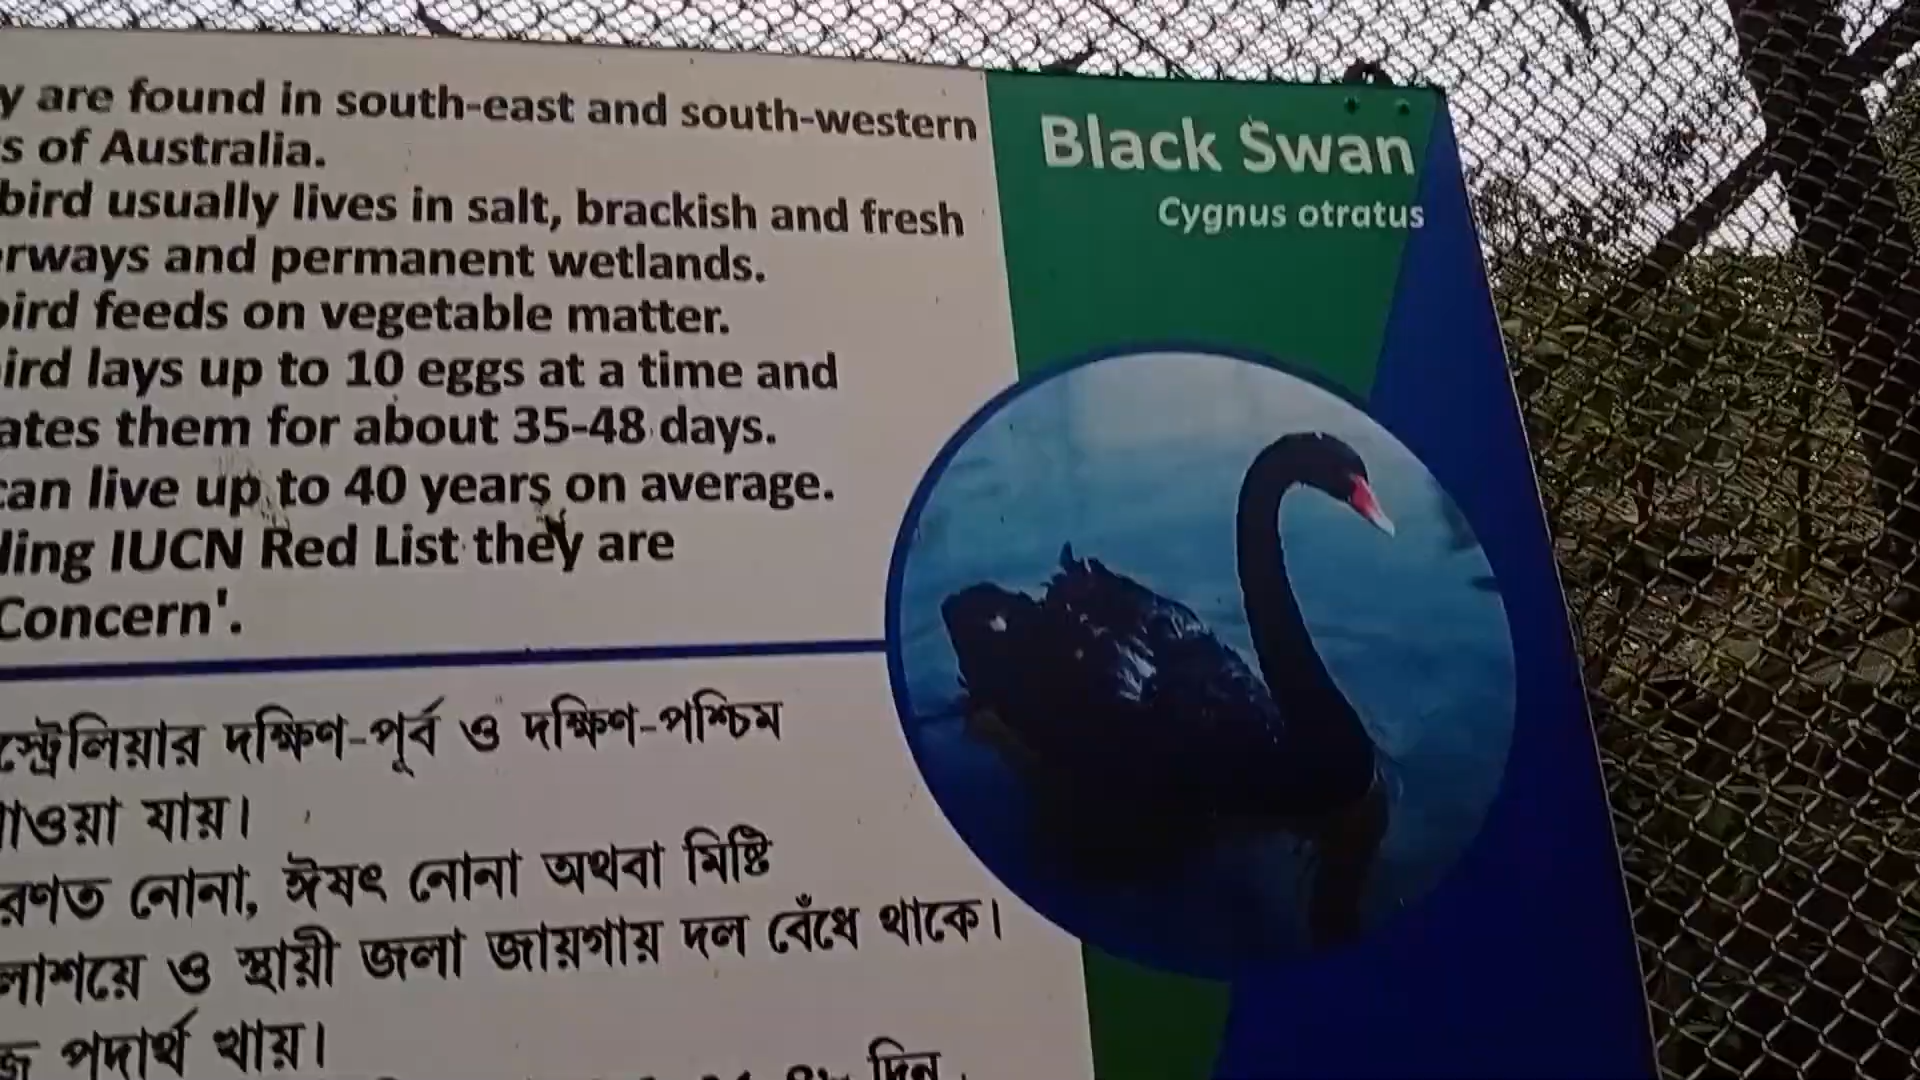 y are found in south-east and south-western
s of Australia.
bird usually lives in salt, brackish and fresh
rways and permanent wetlands.
bird feeds on vegetable matter.
ird lays up to 10 eggs at a time and
ates them for about 35-48 days.
can live up to 40 years on average.
ding IUCN Red List they are
Concern'.
Black Swan
Cygnus otratus
স্ট্রেলিয়ার দক্ষিণ-পূর্ব ও দক্ষিণ-পশ্চিম
াওয়া যায়।
রণত নোনা, ঈষৎ নোনা অথবা মিষ্টি
লাশয়ে ও স্থায়ী জলা জায়গায় দল বেঁধে থাকে।
জ পদার্থ খায়।
দিন